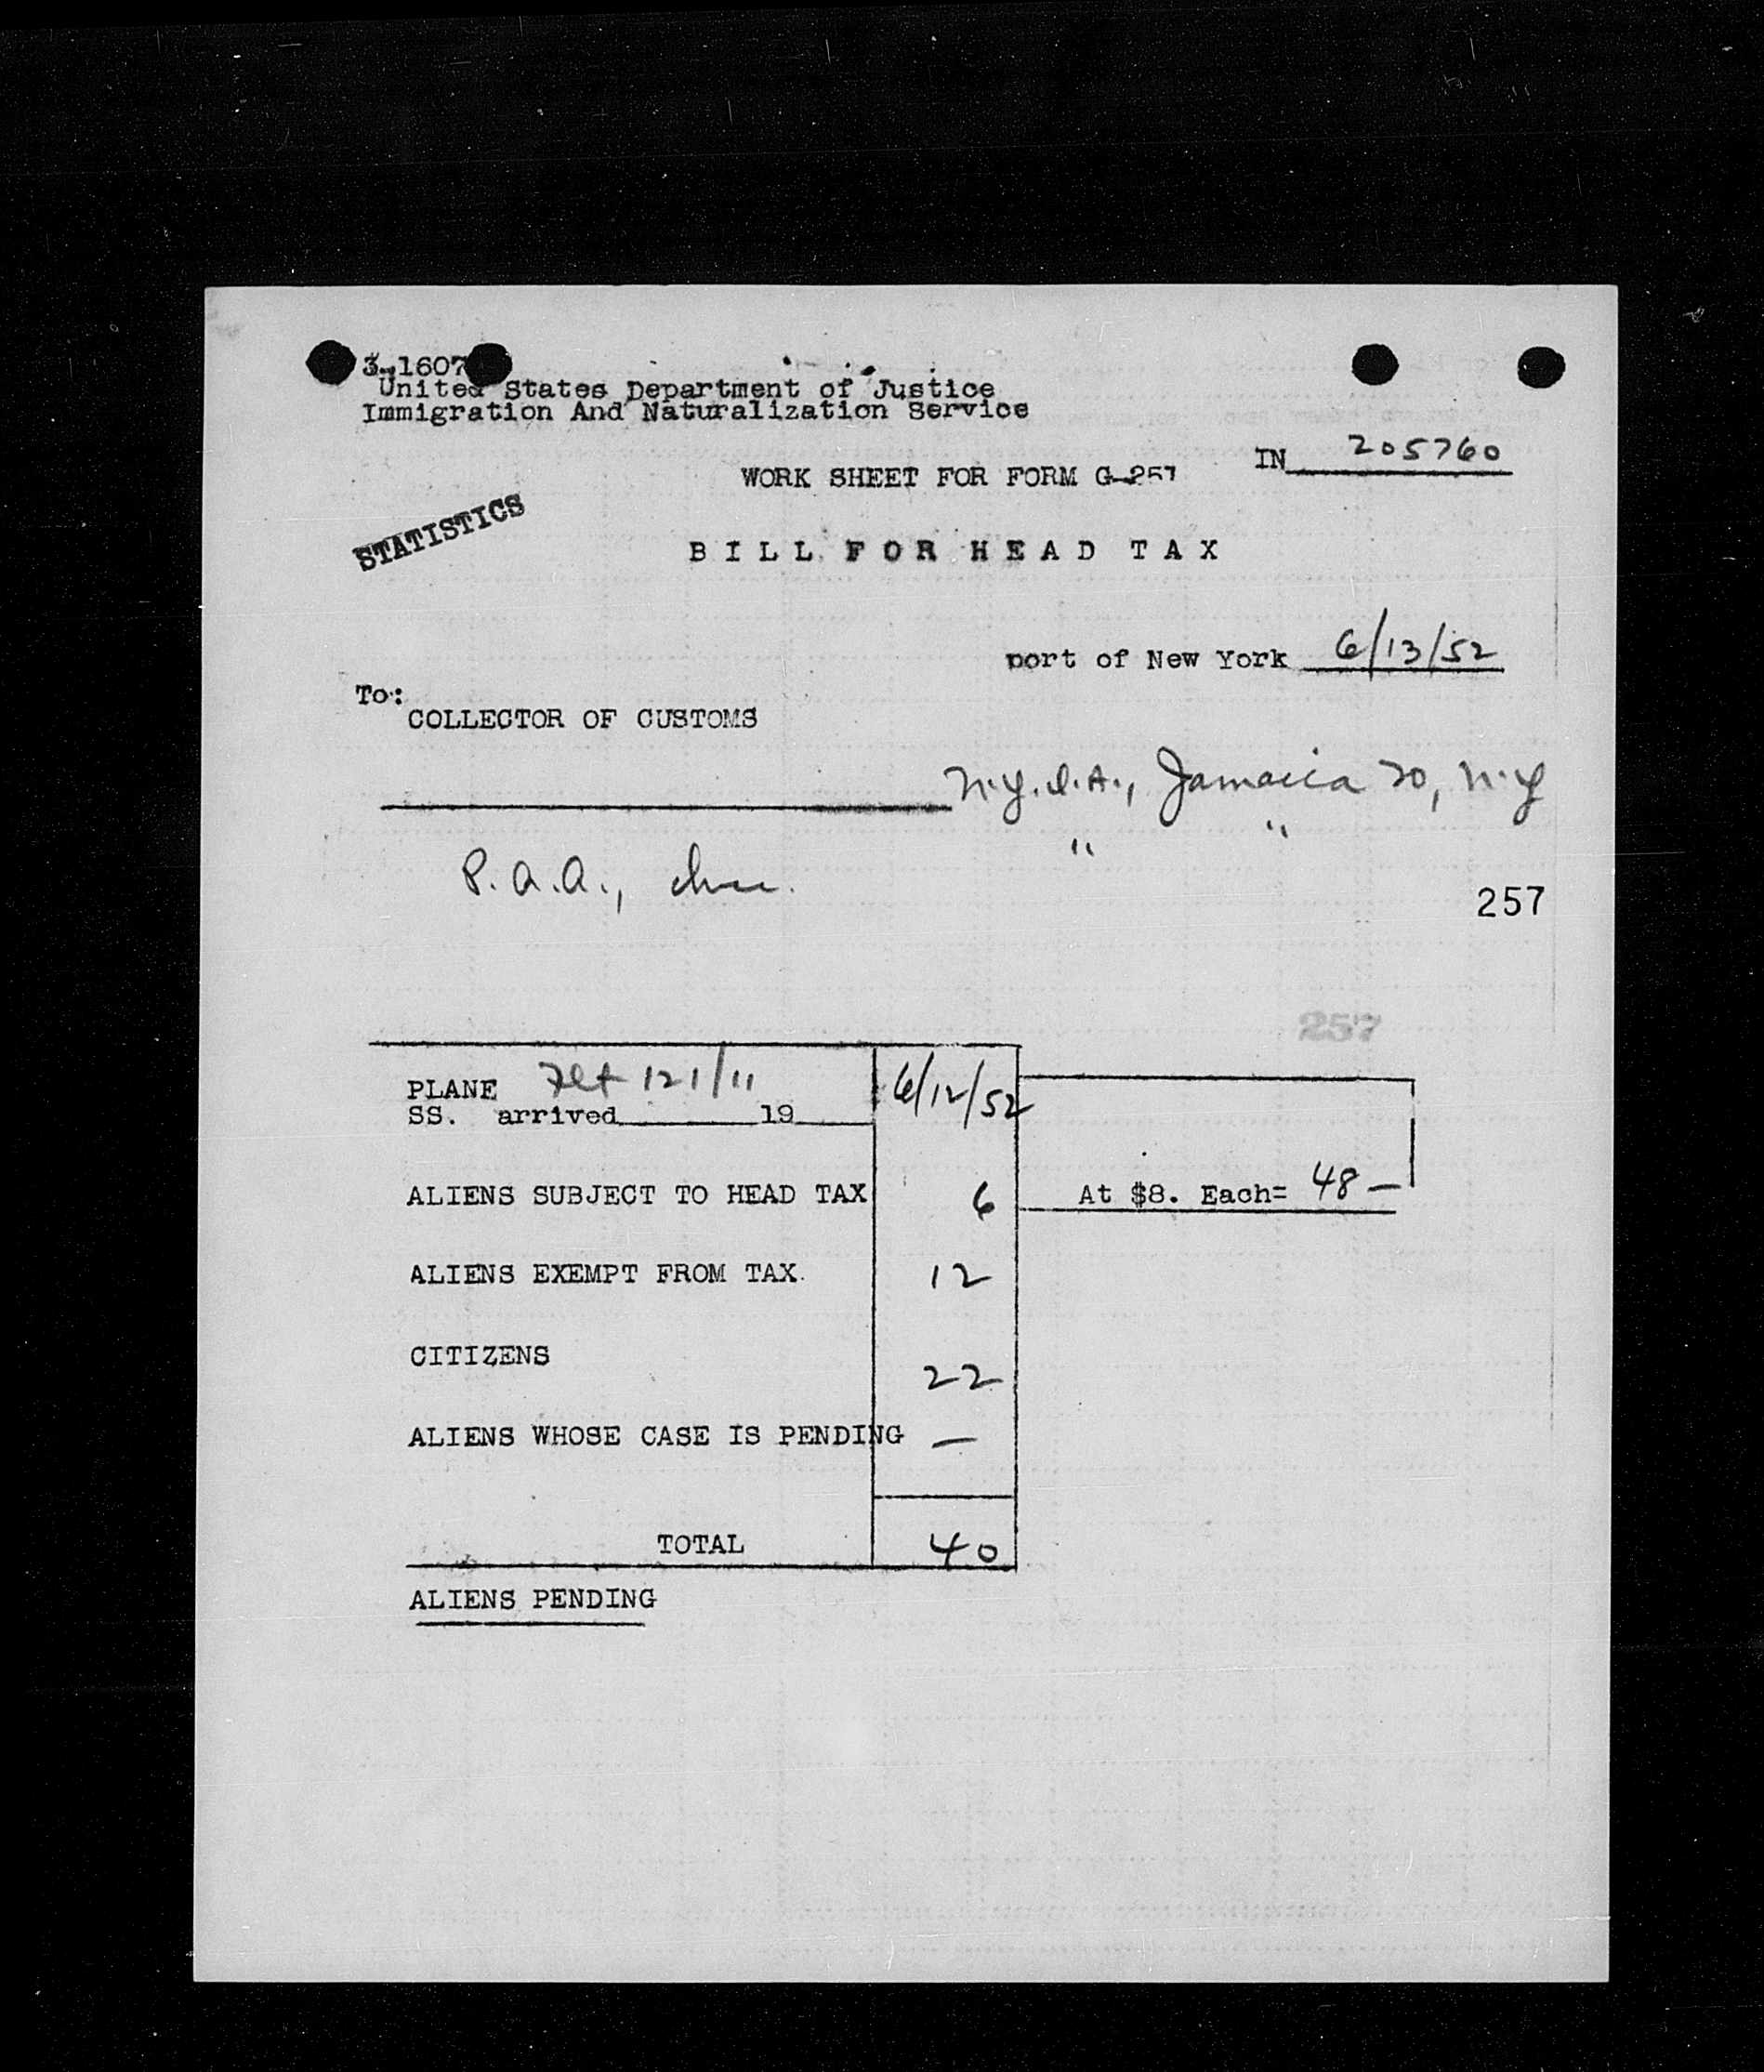 3-1607
United States Department of Justice
Immigration And Naturalization Service
IN 205760
WORK SHEET FOR FORM G-257
STATISTICS
BILL FOR HEAD TAX
port of New York 6/13/52
To:
COLLECTOR OF CUSTOMS
N.Y.I.A., Jamaica 20, N.Y
" "
P.A.A., Inc.
257
257
PLANE Flt 121/11 6/12/52
SS. arrived 19
ALIENS SUBJECT TO HEAD TAX 6 At $8. Each= 48 —
ALIENS EXEMPT FROM TAX. 12
CITIZENS 22
ALIENS WHOSE CASE IS PENDING —
TOTAL 40
ALIENS PENDING